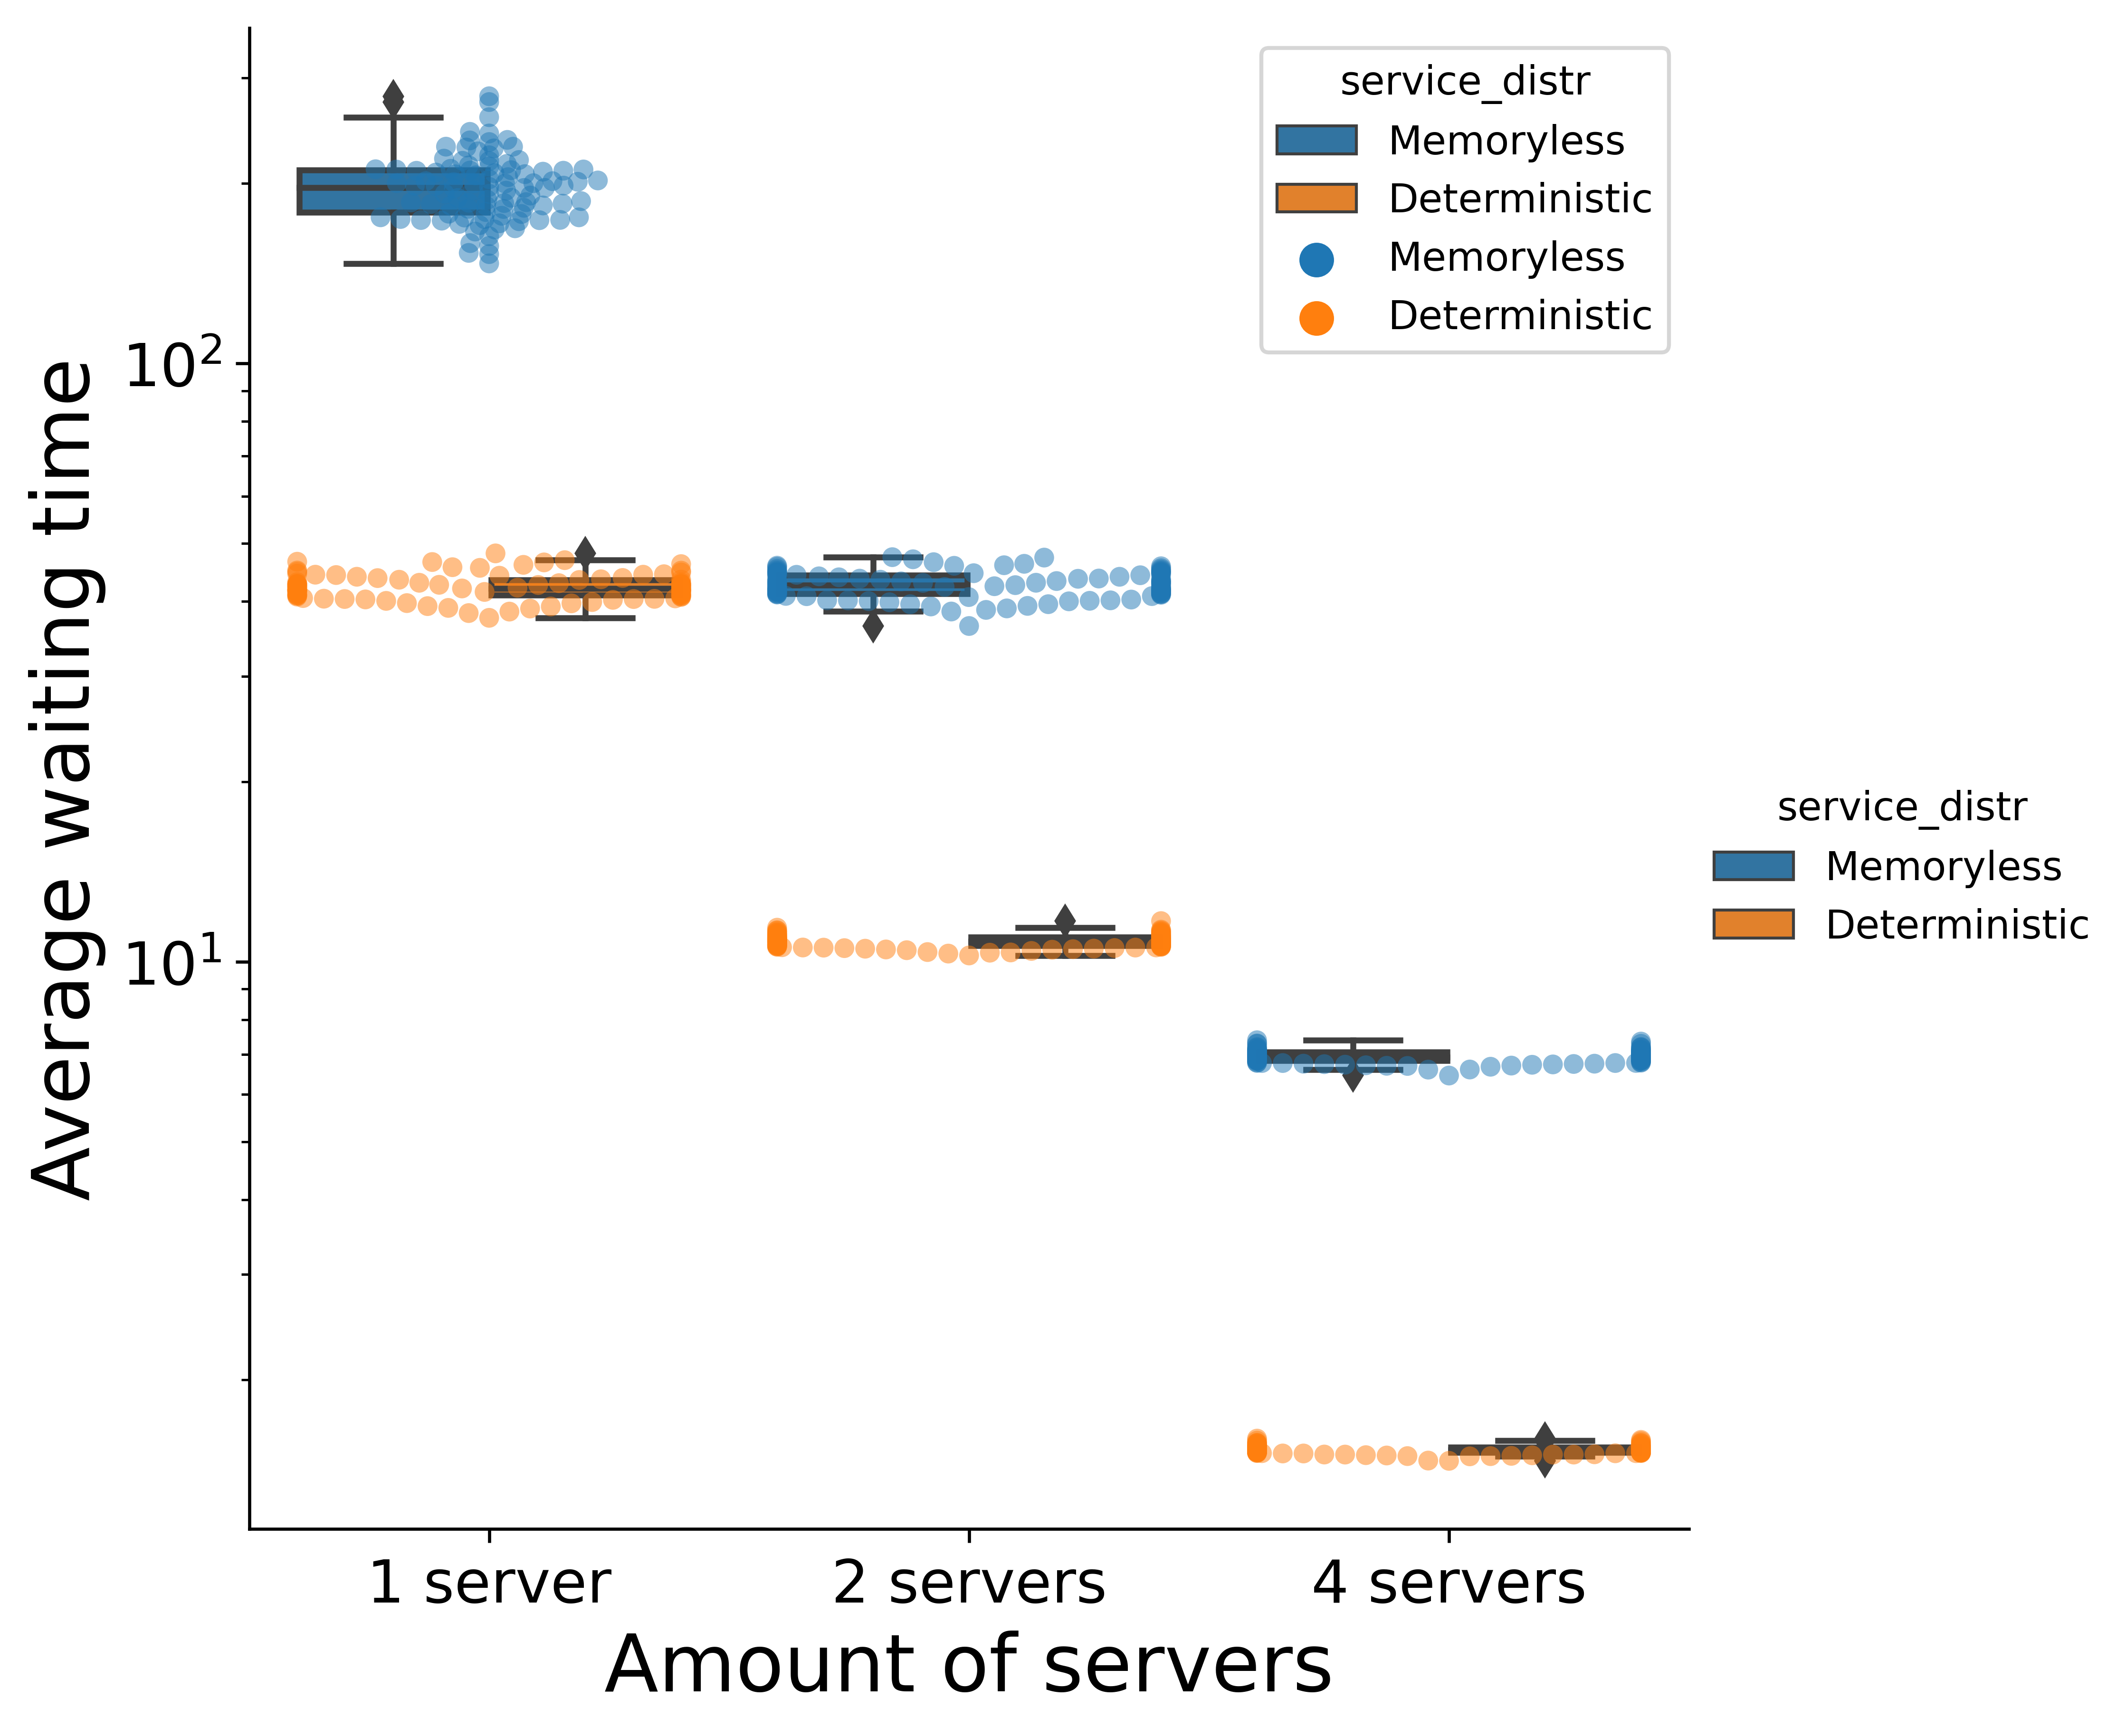 Average waiting time
10²
10¹
service_distr
Memoryless
Deterministic
Memoryless
Deterministic
service_distr
Memoryless
Deterministic
1 server
2 servers
4 servers
Amount of servers